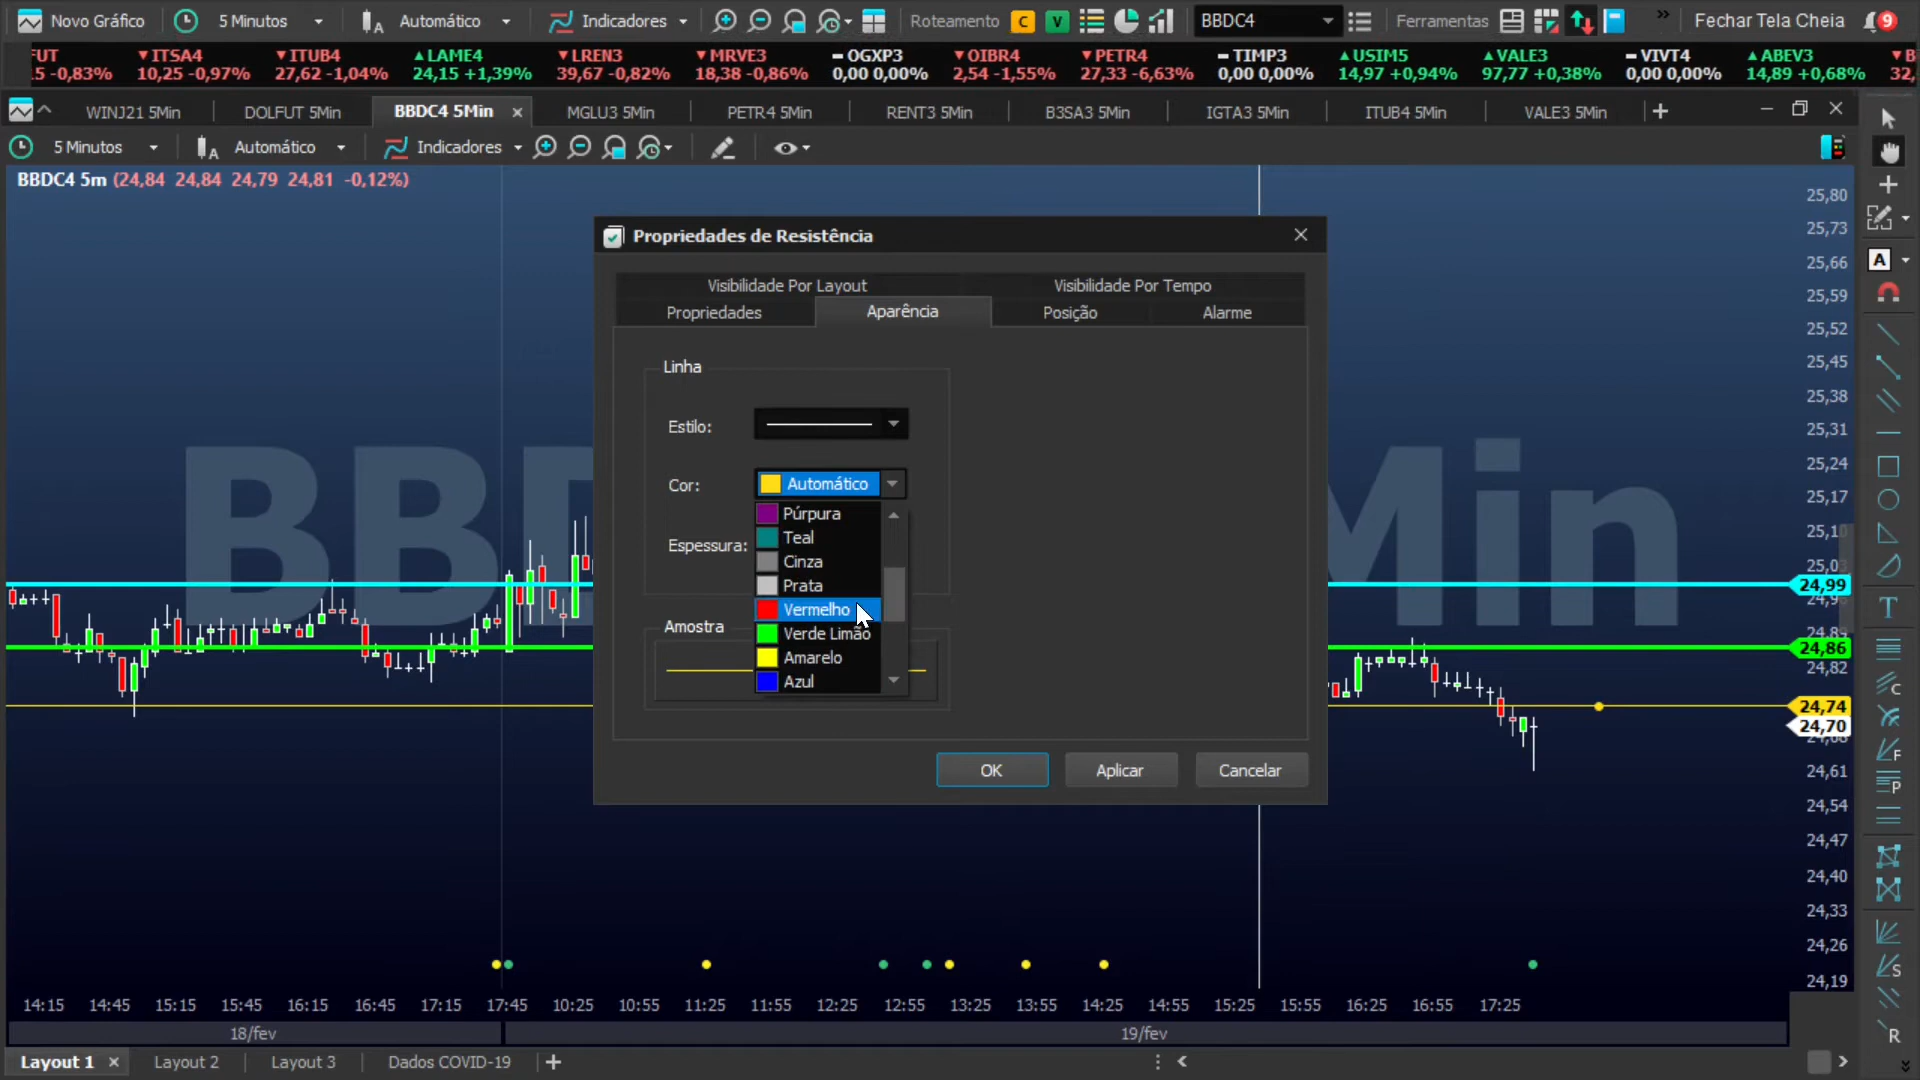 Novo Gráfico 5 Minutos Automático Indicadores Roteamento C V BBDC4 Ferramentas » Fechar Tela Cheia 9
FUT ITSA4 ITUB4 LAME4 LREN3 MRVE3 OGXP3 OIBR4 PETR4 TIMP3 USIM5 VALE3 VIVT4 ABEV3
-0,83% 10,25 -0,97% 27,62 -1,04% 24,15 +1,39% 39,67 -0,82% 18,38 -0,86% 0,00 0,00% 2,54 -1,55% 27,33 -6,63% 0,00 0,00% 14,97 +0,94% 97,77 +0,38% 0,00 0,00% 14,89 +0,68% 32,
WINJ21 5Min DOLFUT 5Min BBDC4 5Min MGLU3 5Min PETR4 5Min RENT3 5Min B3SA3 5Min IGTA3 5Min ITUB4 5Min VALE3 5Min
5 Minutos Automático Indicadores
BBDC4 5m (24,84 24,84 24,79 24,81 -0,12%)
Propriedades de Resistência
Visibilidade Por Layout Visibilidade Por Tempo
Propriedades Aparência Posição Alarme
Linha
Estilo:
Cor: Automático
Púrpura
Teal
Cinza
Prata
Vermelho
Verde Limão
Amarelo
Azul
Espessura:
Amostra
OK Aplicar Cancelar
25,80
25,73
25,66
25,59
25,52
25,45
25,38
25,31
25,24
25,17
25,03
24,99
24,89
24,86
24,82
24,74
24,70
24,61
24,54
24,47
24,40
24,33
24,26
24,19
A
T
C
F
P
S
R
14:15 14:45 15:15 15:45 16:15 16:45 17:15 17:45 10:25 10:55 11:25 11:55 12:25 12:55 13:25 13:55 14:25 14:55 15:25 15:55 16:25 16:55 17:25
18/fev 19/fev
Layout 1 Layout 2 Layout 3 Dados COVID-19